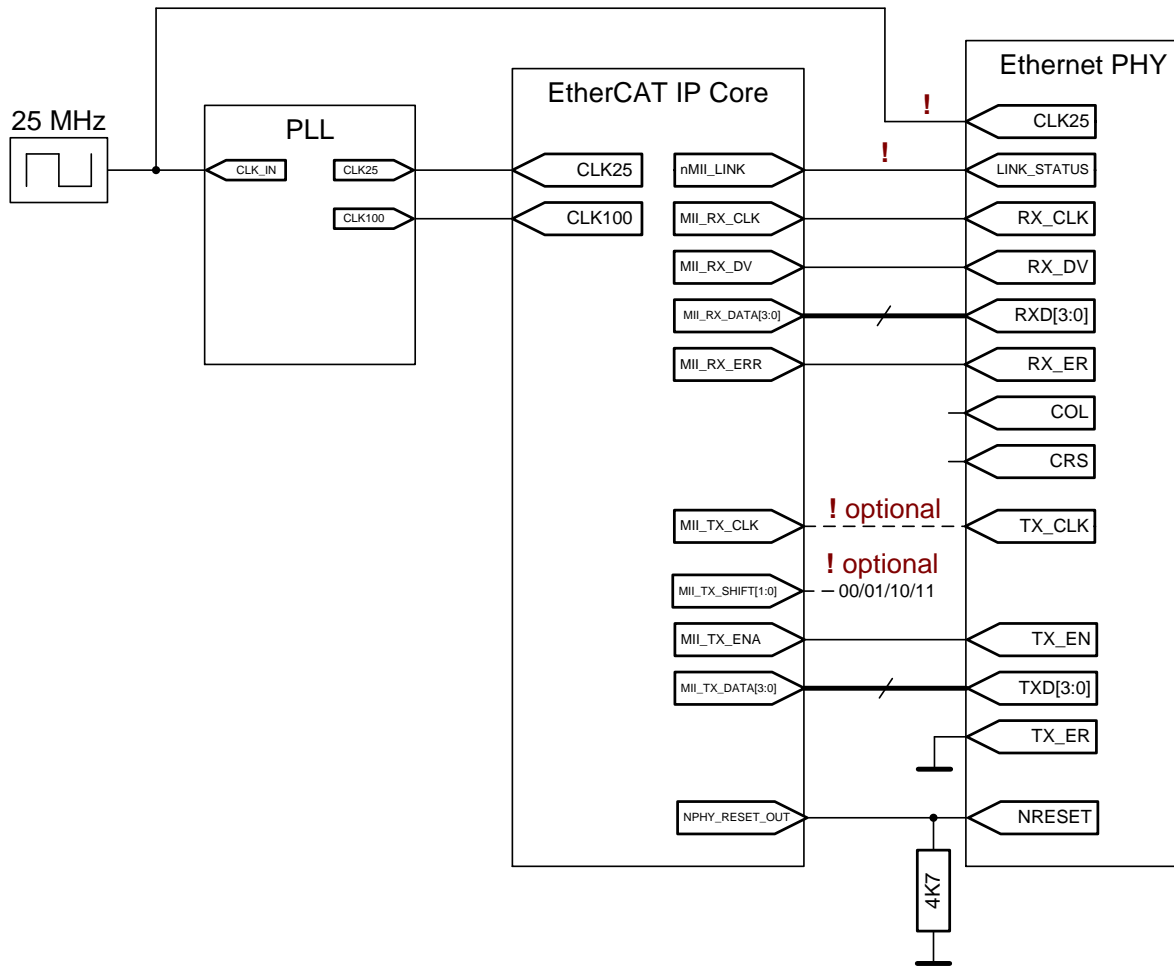 Ethernet PHY
EtherCAT IP Core
25 MHz
PLL
! CLK25
CLK_IN CLK25 CLK25 nMII_LINK ! LINK_STATUS
CLK100 CLK100 MII_RX_CLK RX_CLK
MII_RX_DV RX_DV
MII_RX_DATA[3:0] RXD[3:0]
MII_RX_ERR RX_ER
COL
CRS
! optional
MII_TX_CLK TX_CLK
! optional
MII_TX_SHIFT[1:0] 00/01/10/11
MII_TX_ENA TX_EN
MII_TX_DATA[3:0] TXD[3:0]
TX_ER
NPHY_RESET_OUT NRESET
4K7